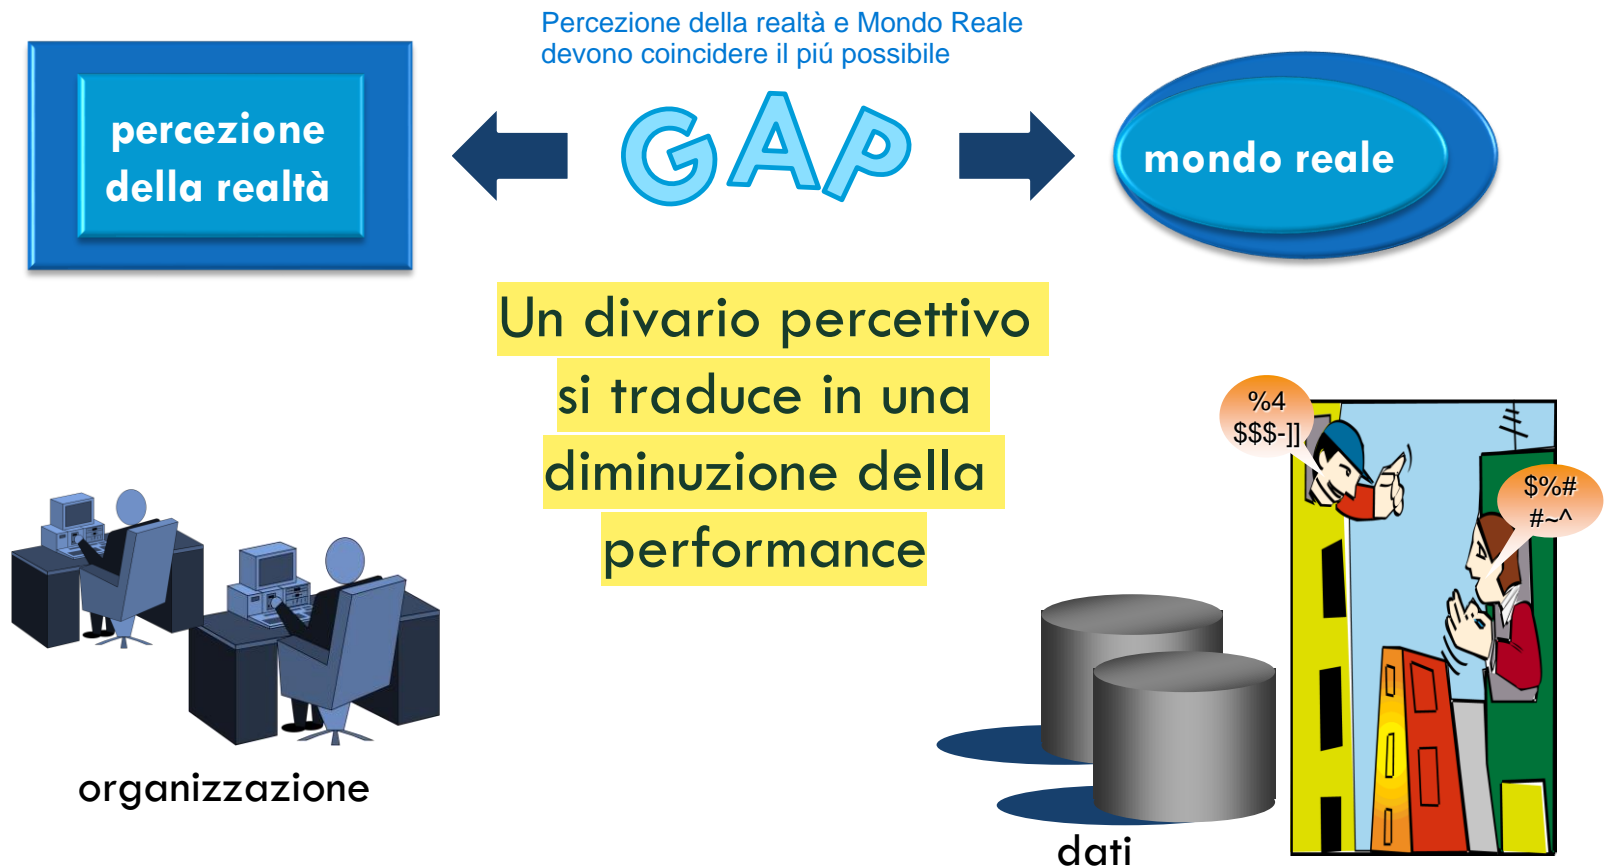 Percezione della realtà e Mondo Reale
devono coincidere il piú possibile
percezione
della realtà
GAP
mondo reale
Un divario percettivo
si traduce in una
diminuzione della
performance
%4
$$$-]]
$%#
#~^
organizzazione
dati